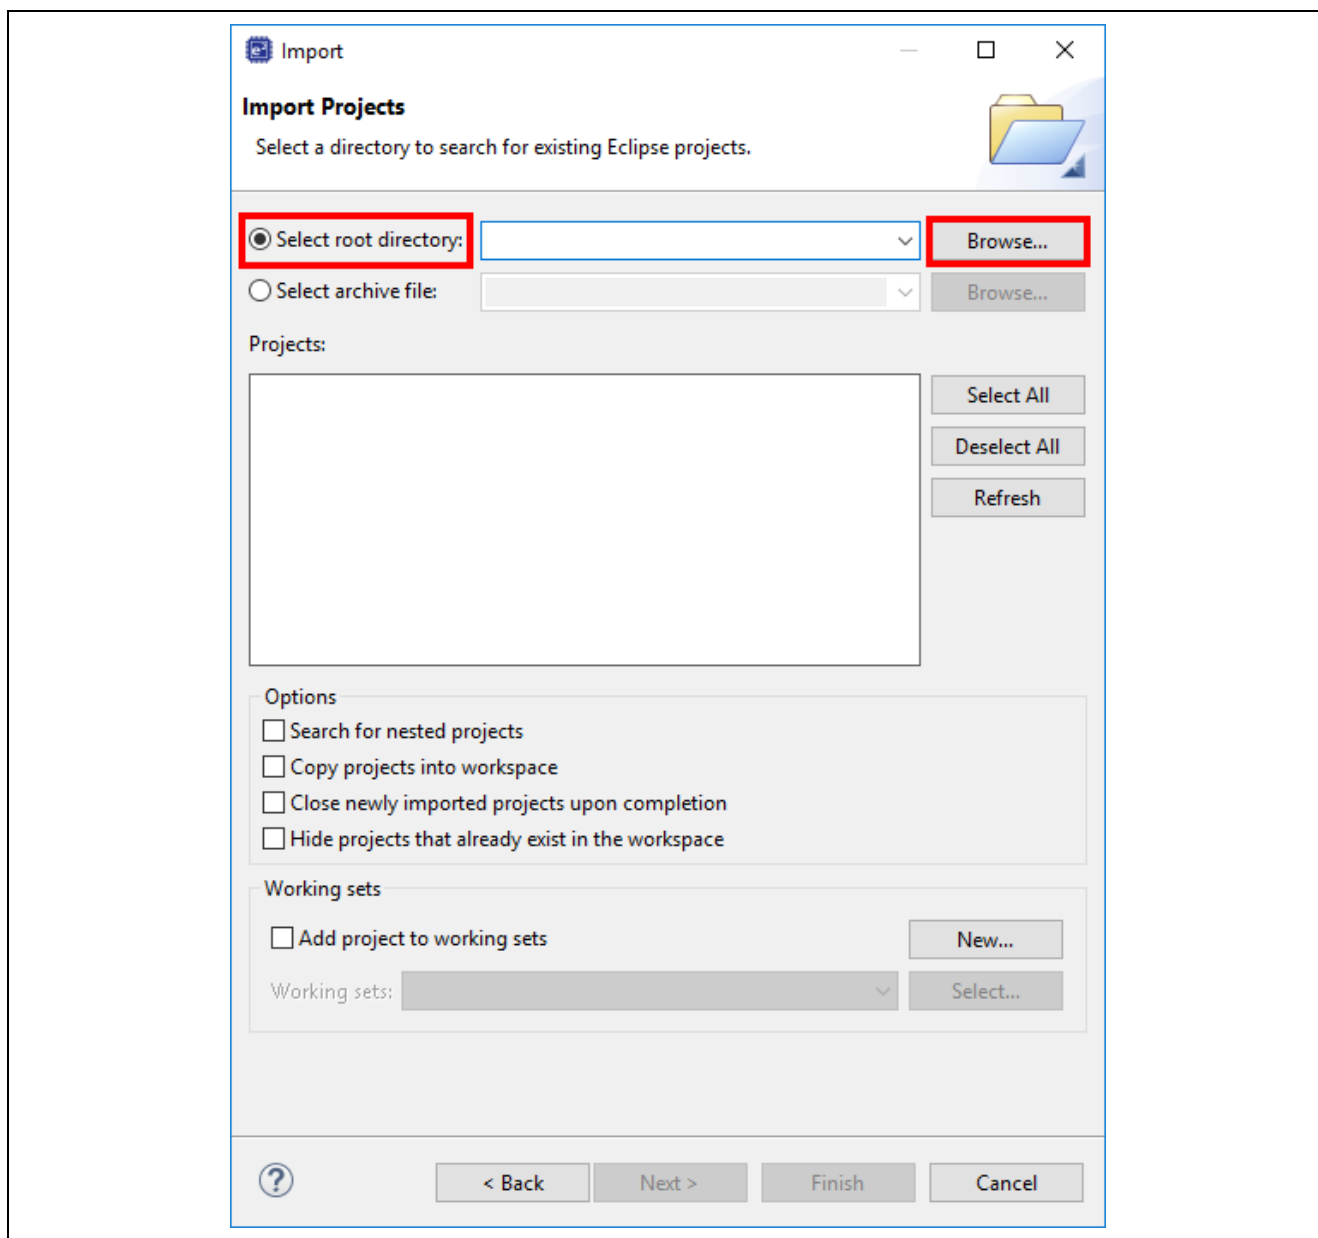 Import
Import Projects
Select a directory to search for existing Eclipse projects.
Select root directory: Browse...
Select archive file: Browse...
Projects:
Select All
Deselect All
Refresh
Options
Search for nested projects
Copy projects into workspace
Close newly imported projects upon completion
Hide projects that already exist in the workspace
Working sets
Add project to working sets New...
Working sets: Select...
< Back Next > Finish Cancel